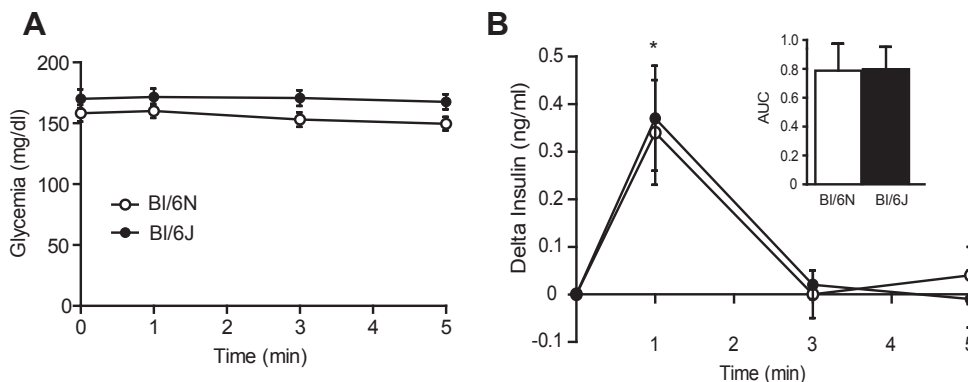 A
Glycemia (mg/dl)
200
150
150
50
0
Bl/6N
Bl/6J
0 1 2 3 4 5
Time (min)
B
Delta Insulin (ng/ml)
0.5
0.4
0.3
0.2
0.1
0
-0.1
*
1 2 3 4 5
Time (min)
AUC
1.0
0.8
0.6
0.4
0.2
0
Bl/6N Bl/6J